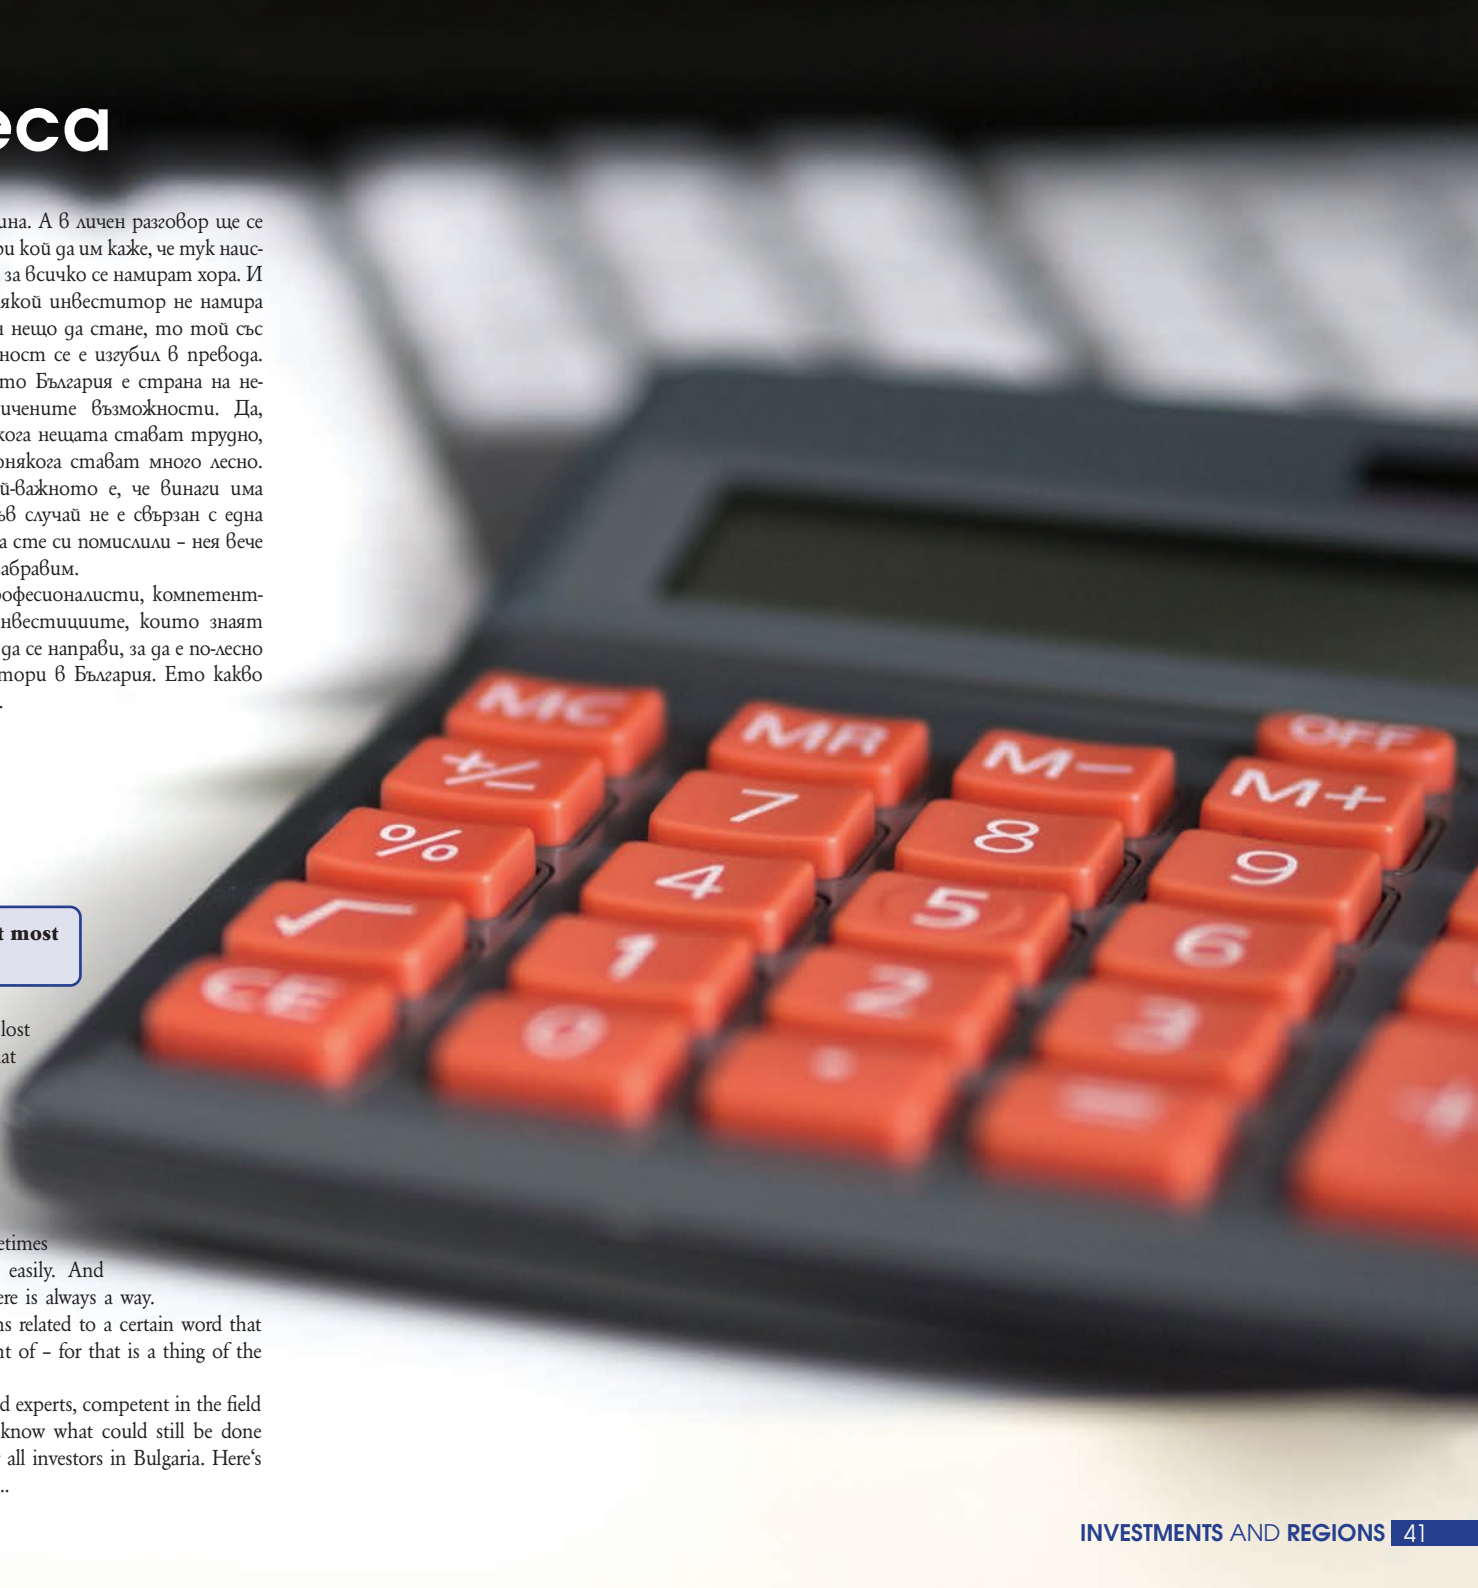 еса
ина. А в личен разговор ще се
ри кой да им каже, че тук наис-
за всичко се намират хора. И
якой инвеститор не намира
н нещо да стане, то той със
ност се е изгубил в превода.
то България е страна на не-
ичените възможности. Да,
кога нещата стават трудно,
онякога стават много лесно.
й-важното е, че винаги има
ъв случай не е свързан с една
а сте си помислили – нея вече
абравим.
офесионалисти, компетент-
нвестициите, които знаят
да се направи, за да е по-лесно
тори в България. Ето какво
.
t most
lost
at
etimes
easily. And
ere is always a way.
ns related to a certain word that
nt of – for that is a thing of the
d experts, competent in the field
know what could still be done
all investors in Bulgaria. Here‘s
...
MC MR M− OFF
+/− 7 8 M+
% 4 5 9
√ 1 2 6
CE 0 . 3
= +
INVESTMENTS AND REGIONS 41